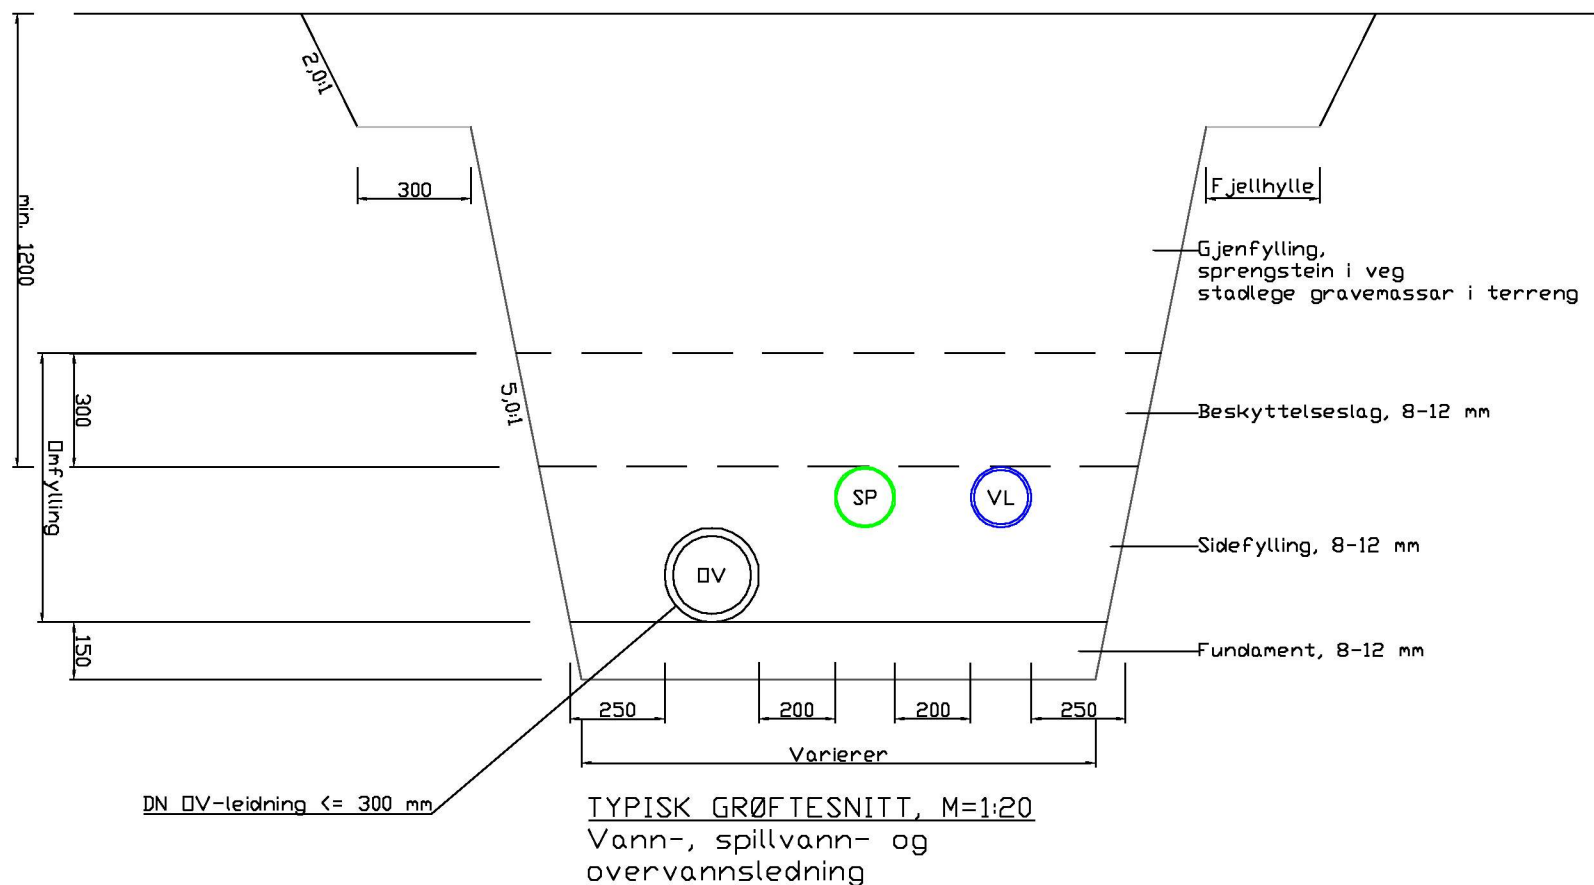 2,0:1
300
Fjellhylle
min. 1200
Gjenfylling,
sprengstein i veg
stadlege gravemassar i terreng
300
5,0:1
Beskyttelseslag, 8-12 mm
Omfylling
SP
VL
Sidefylling, 8-12 mm
OV
150
Fundament, 8-12 mm
250
200
200
250
Varierer
DN OV-leidning <= 300 mm
TYPISK GRØFTESNITT, M=1:20
Vann-, spillvann- og
overvannsledning